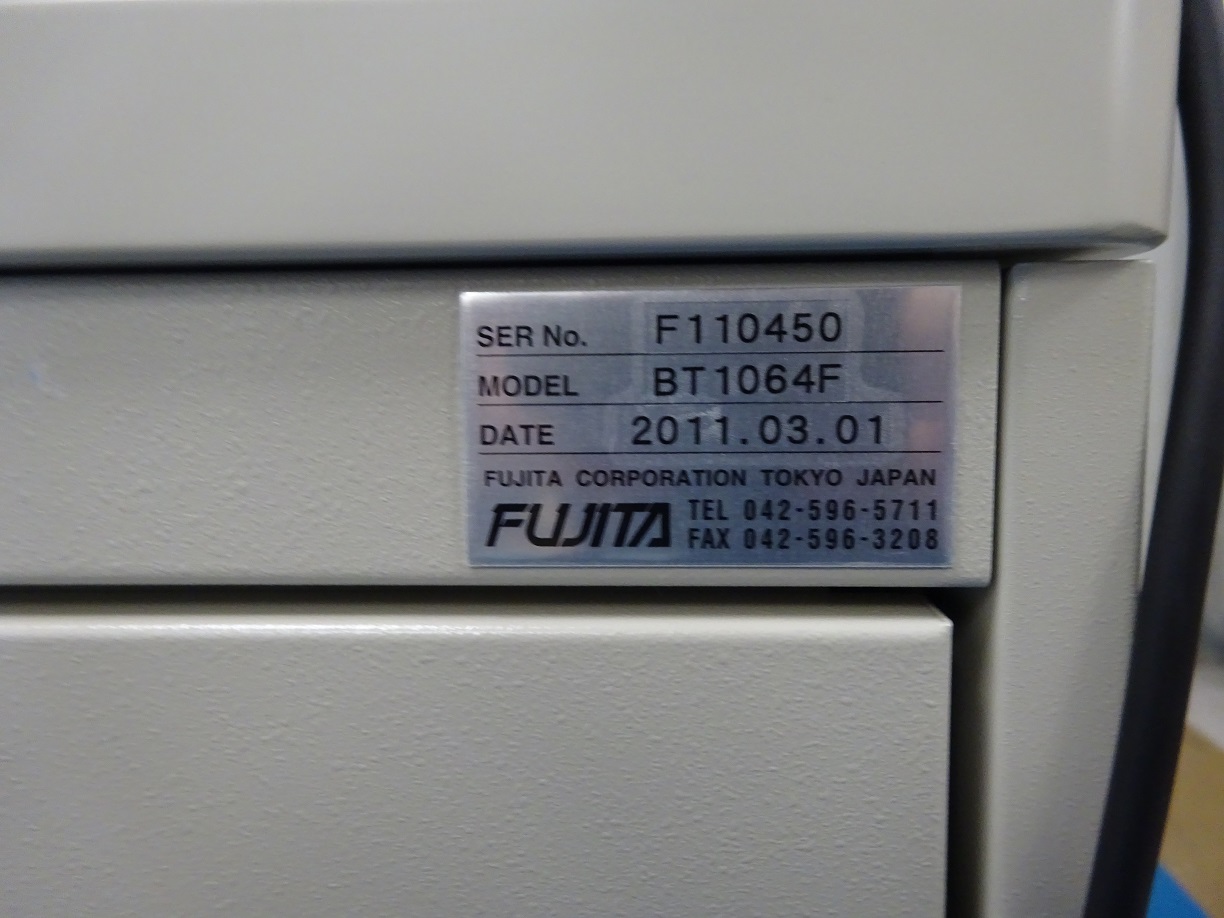 SER No. F110450
MODEL BT1064F
DATE 2011.03.01
FUJITA CORPORATION TOKYO JAPAN
FUJITA TEL 042-596-5711
FAX 042-596-3208